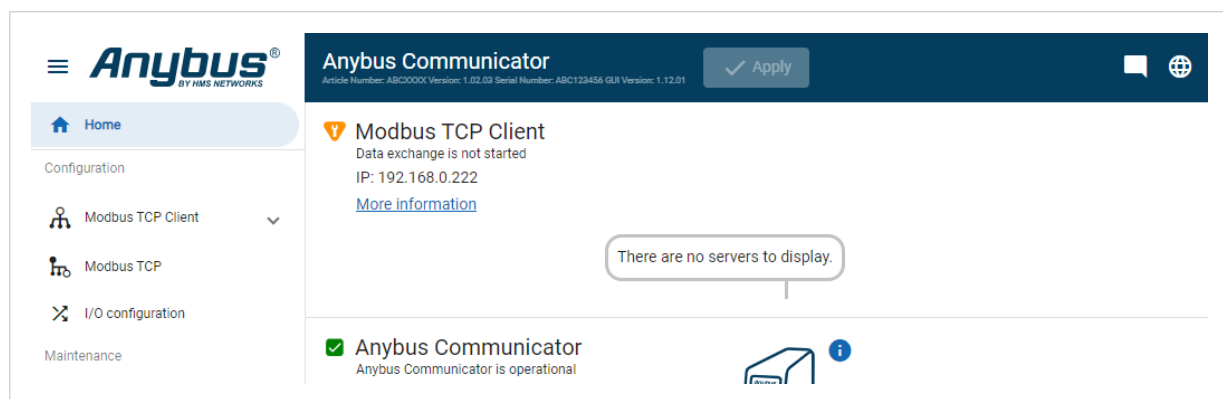 Anybus®
BY HMS NETWORKS
Home
Configuration
Modbus TCP Client
Modbus TCP
I/O configuration
Maintenance
Anybus Communicator
Article Number: ABCXXXX Version: 1.02.03 Serial Number: ABC123456 GUI Version: 1.12.01
Apply
Modbus TCP Client
Data exchange is not started
IP: 192.168.0.222
More information
There are no servers to display.
Anybus Communicator
Anybus Communicator is operational
Anybus